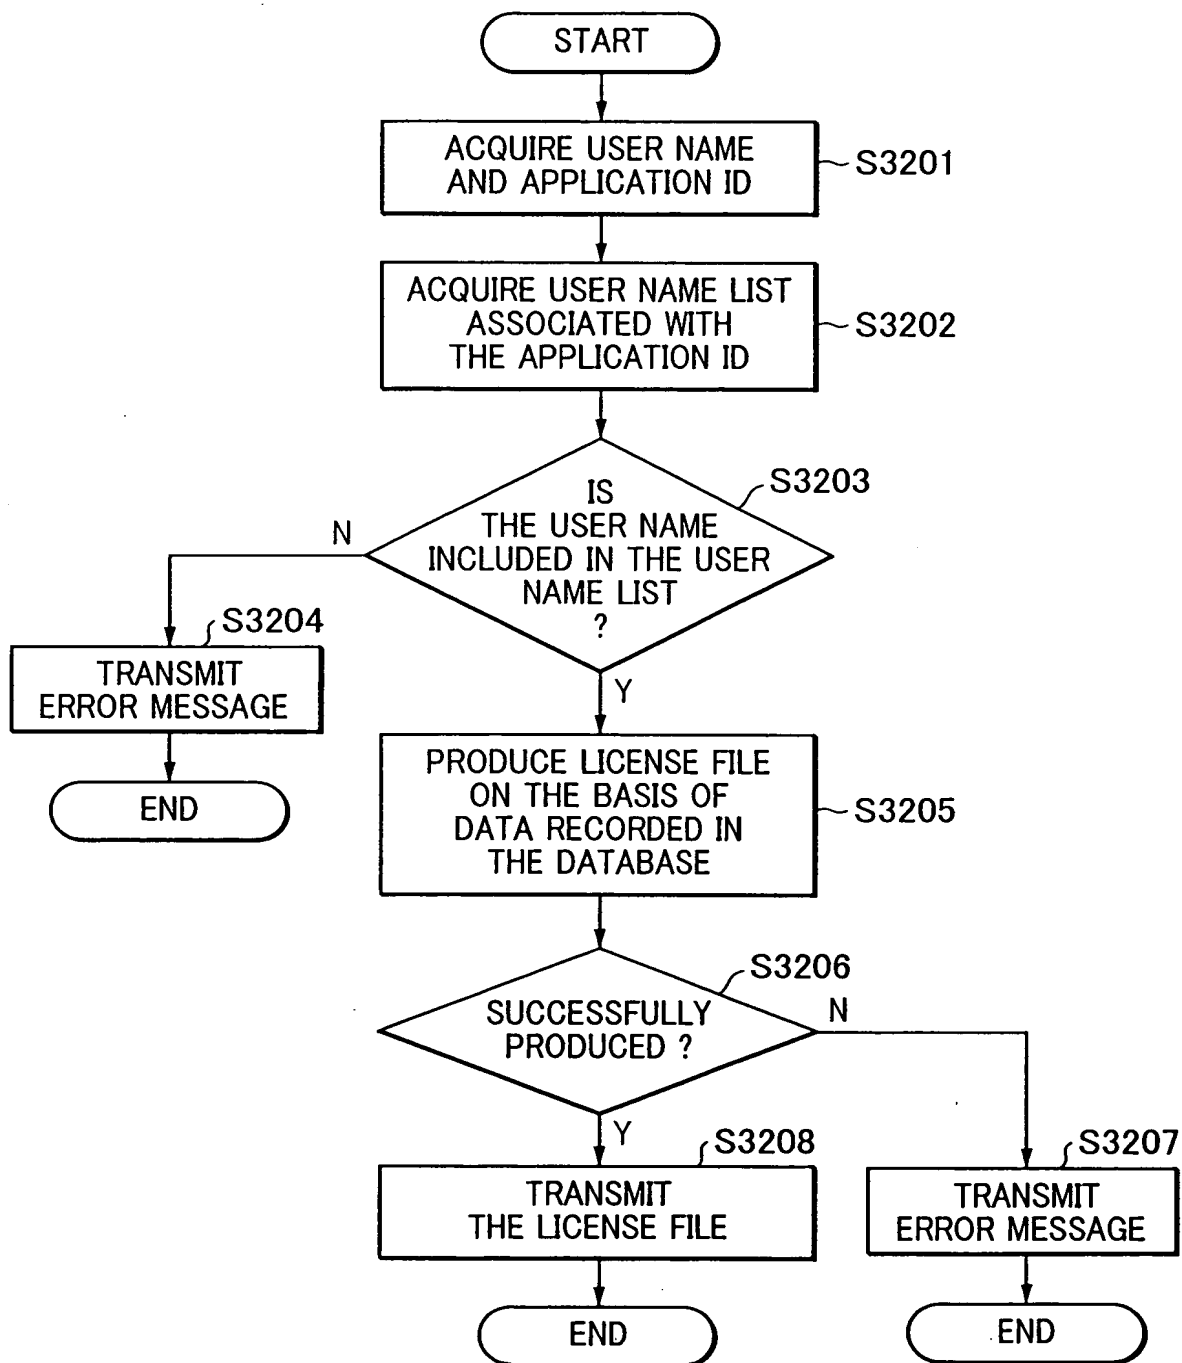 START
ACQUIRE USER NAME
AND APPLICATION ID
S3201
ACQUIRE USER NAME LIST
ASSOCIATED WITH
THE APPLICATION ID
S3202
IS
THE USER NAME
INCLUDED IN THE USER
NAME LIST
?
S3203
N
S3204
TRANSMIT
ERROR MESSAGE
END
Y
PRODUCE LICENSE FILE
ON THE BASIS OF
DATA RECORDED IN
THE DATABASE
S3205
SUCCESSFULLY
PRODUCED ?
S3206
N
Y
S3208
TRANSMIT
THE LICENSE FILE
END
S3207
TRANSMIT
ERROR MESSAGE
END